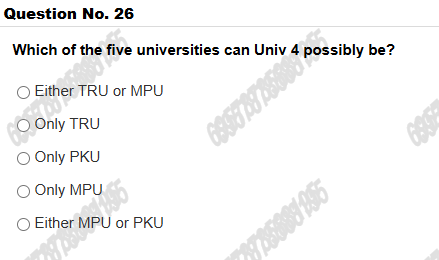 Question No. 26
Which of the five universities can Univ 4 possibly be?
Either TRU or MPU
Only TRU
Only PKU
Only MPU
Either MPU or PKU